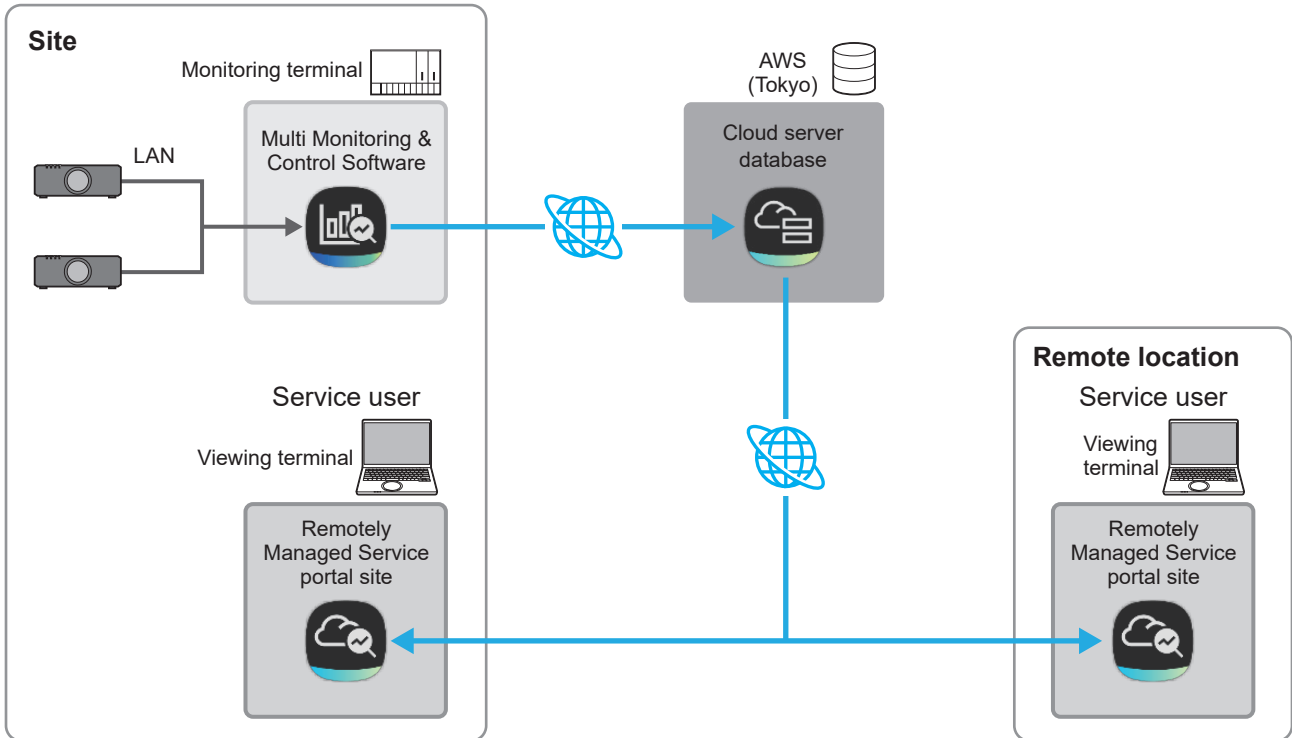 Site
Monitoring terminal
LAN
Multi Monitoring &
Control Software
AWS
(Tokyo)
Cloud server
database
Service user
Viewing terminal
Remotely
Managed Service
portal site
Remote location
Service user
Viewing
terminal
Remotely
Managed Service
portal site